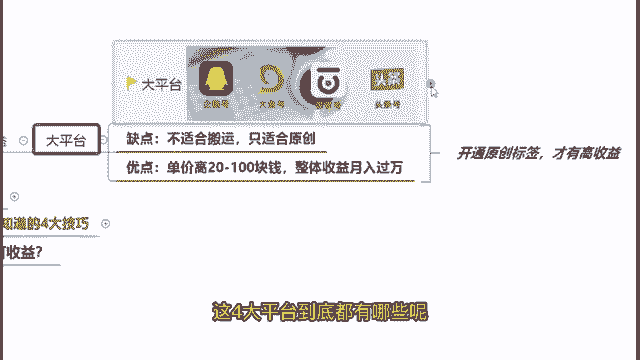 大平台
企鹅号
大鱼号
头条号
大平台
缺点：不适合搬运，只适合原创
优点：单价高20-100块钱，整体收益月入过万
开通原创标签，才有高收益
的4大技巧
收益？
这4大平台到底都有哪些呢